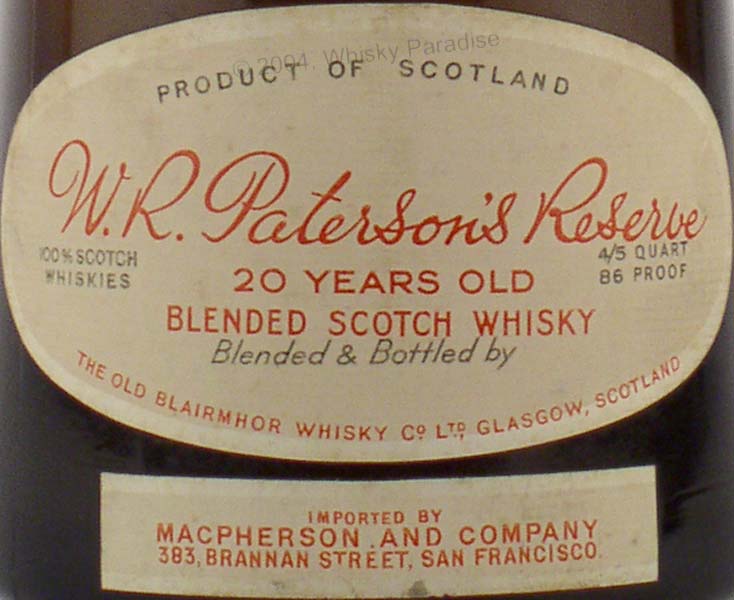 © 2004, Whisky Paradise
PRODUCT OF SCOTLAND
W. R. Paterson's Reserve
100% SCOTCH
WHISKIES
4/5 QUART
86 PROOF
20 YEARS OLD
BLENDED SCOTCH WHISKY
Blended & Bottled by
THE OLD BLAIRMHOR WHISKY Co LTD, GLASGOW, SCOTLAND
IMPORTED BY
MACPHERSON AND COMPANY
383, BRANNAN STREET, SAN FRANCISCO.